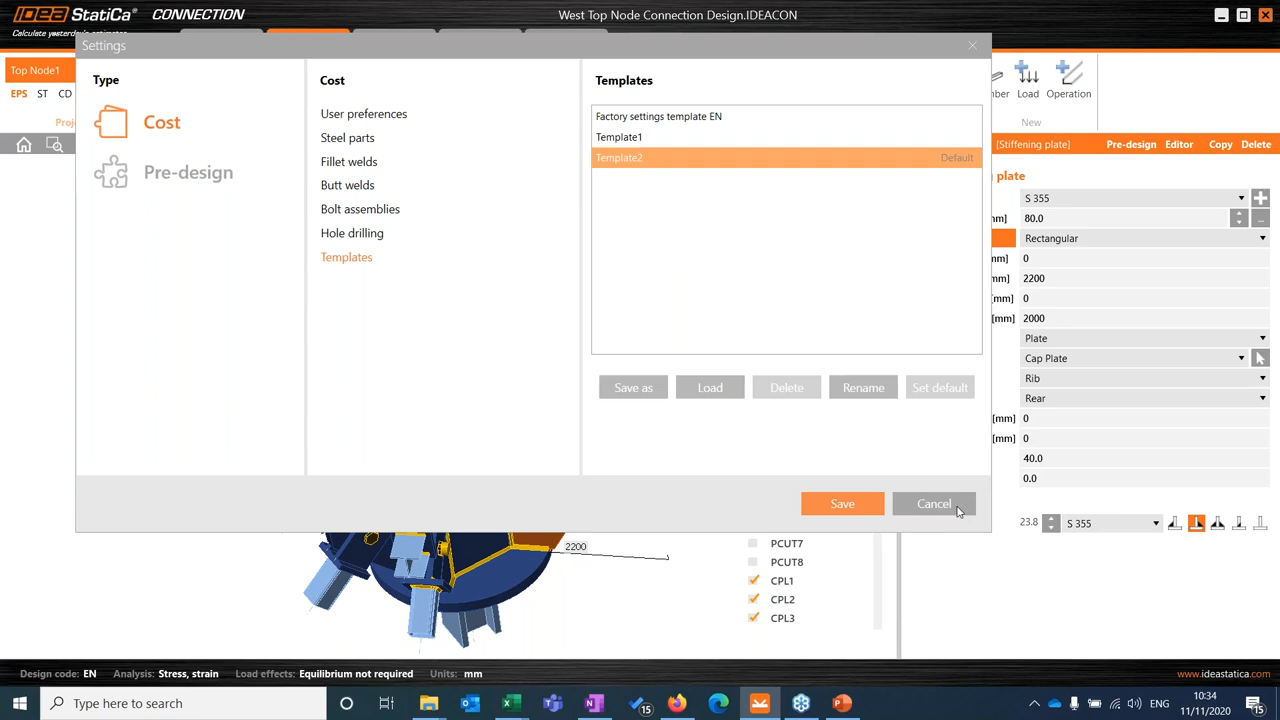 IDEA StatiCa® CONNECTION
Calculate yesterday's estimates
West Top Node Connection Design.IDEACON
Settings
Top Node1
EPS ST CD
Type
Cost
Pre-design
Cost
User preferences
Steel parts
Fillet welds
Butt welds
Bolt assemblies
Hole drilling
Templates
Templates
Factory settings template EN
Template1
Template2 Default
Save as Load Delete Rename Set default
Save Cancel
Load Operation
New
[Stiffening plate] Pre-design Editor Copy Delete
plate
S 355
80.0
Rectangular
0
2200
0
[mm] 2000
Plate
Cap Plate
Rib
Rear
0
0
40.0
0.0
23.8 S 355
2200
PCUT7
PCUT8
CPL1
CPL2
CPL3
Design code: EN Analysis: Stress, strain Load effects: Equilibrium not required Units: mm
www.ideastatica.com
Type here to search
15
ENG
10:34
11/11/2020
15